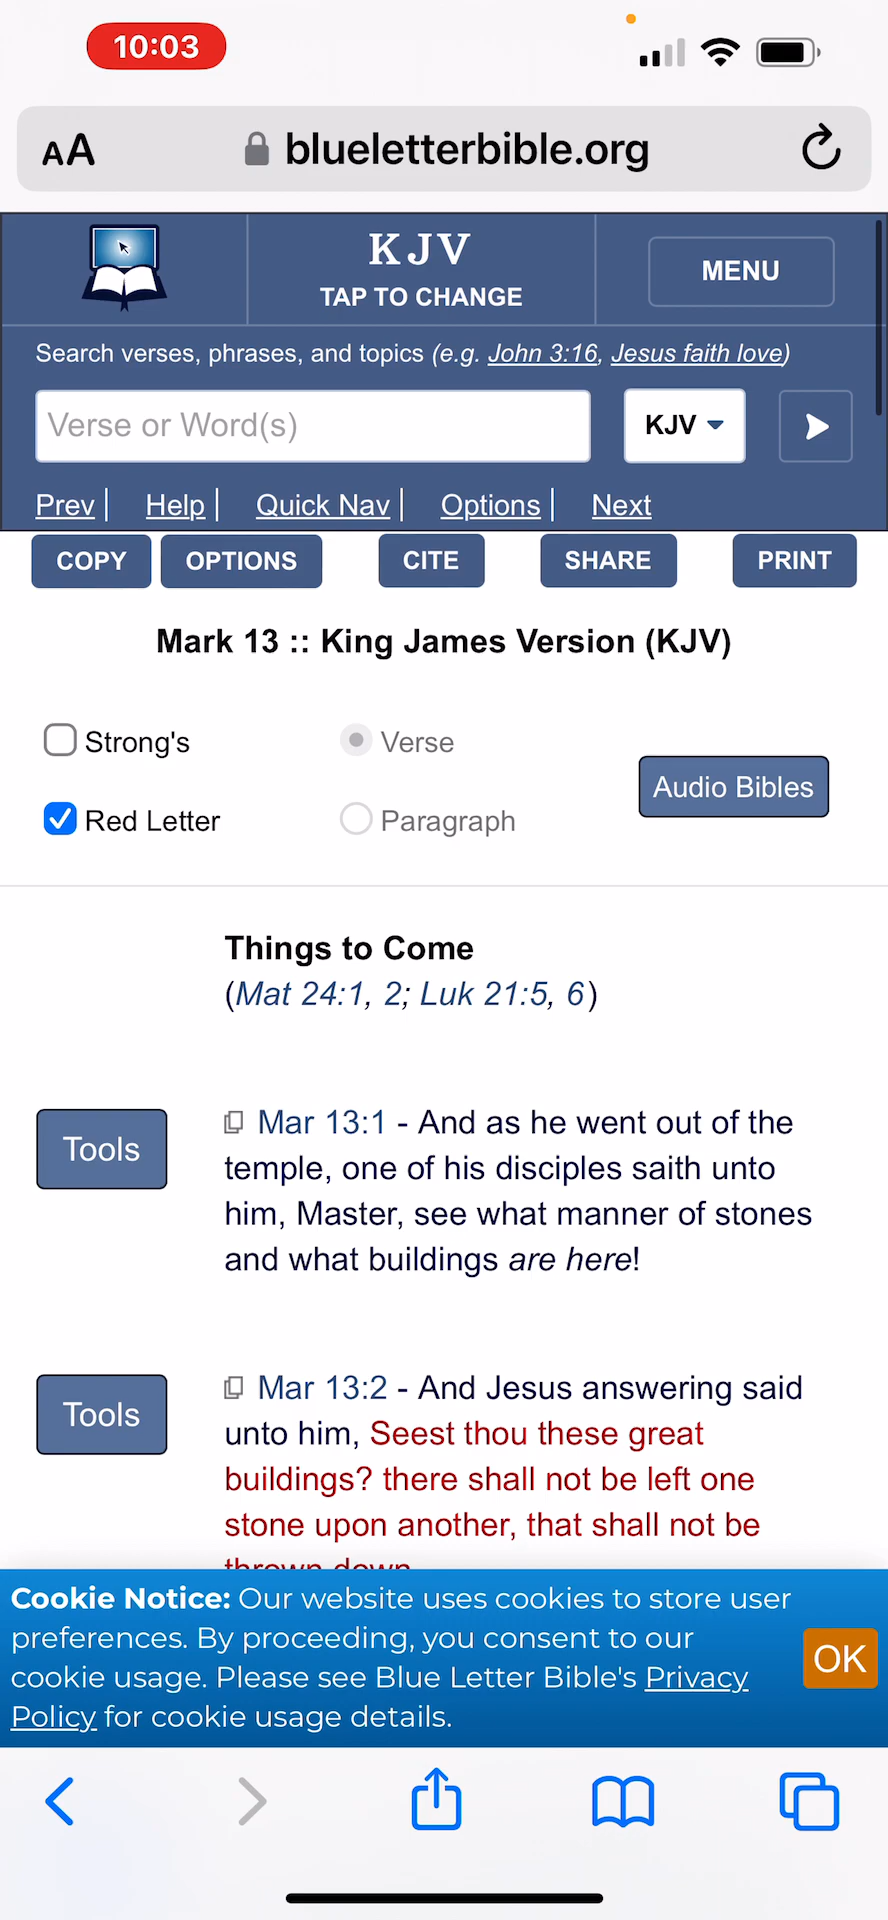 10:03
AA blueletterbible.org
KJV
TAP TO CHANGE
MENU
Search verses, phrases, and topics (e.g. John 3:16, Jesus faith love)
Verse or Word(s)
KJV
Prev | Help | Quick Nav | Options | Next
COPY OPTIONS CITE SHARE PRINT
Mark 13 :: King James Version (KJV)
Strong's Verse
Audio Bibles
Red Letter Paragraph
Things to Come
(Mat 24:1, 2; Luk 21:5, 6)
Tools
Mar 13:1 - And as he went out of the
temple, one of his disciples saith unto
him, Master, see what manner of stones
and what buildings are here!
Tools
Mar 13:2 - And Jesus answering said
unto him, Seest thou these great
buildings? there shall not be left one
stone upon another, that shall not be
thrown down
Cookie Notice: Our website uses cookies to store user
preferences. By proceeding, you consent to our
cookie usage. Please see Blue Letter Bible's Privacy
Policy for cookie usage details.
OK